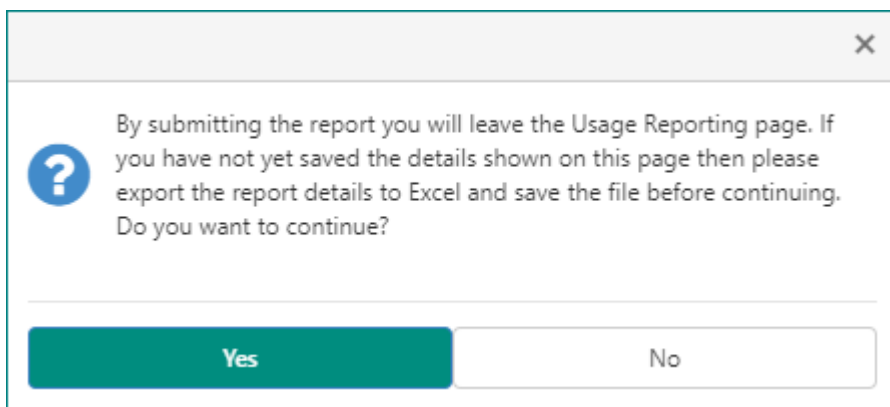 By submitting the report you will leave the Usage Reporting page. If
you have not yet saved the details shown on this page then please
export the report details to Excel and save the file before continuing.
Do you want to continue?
Yes
No